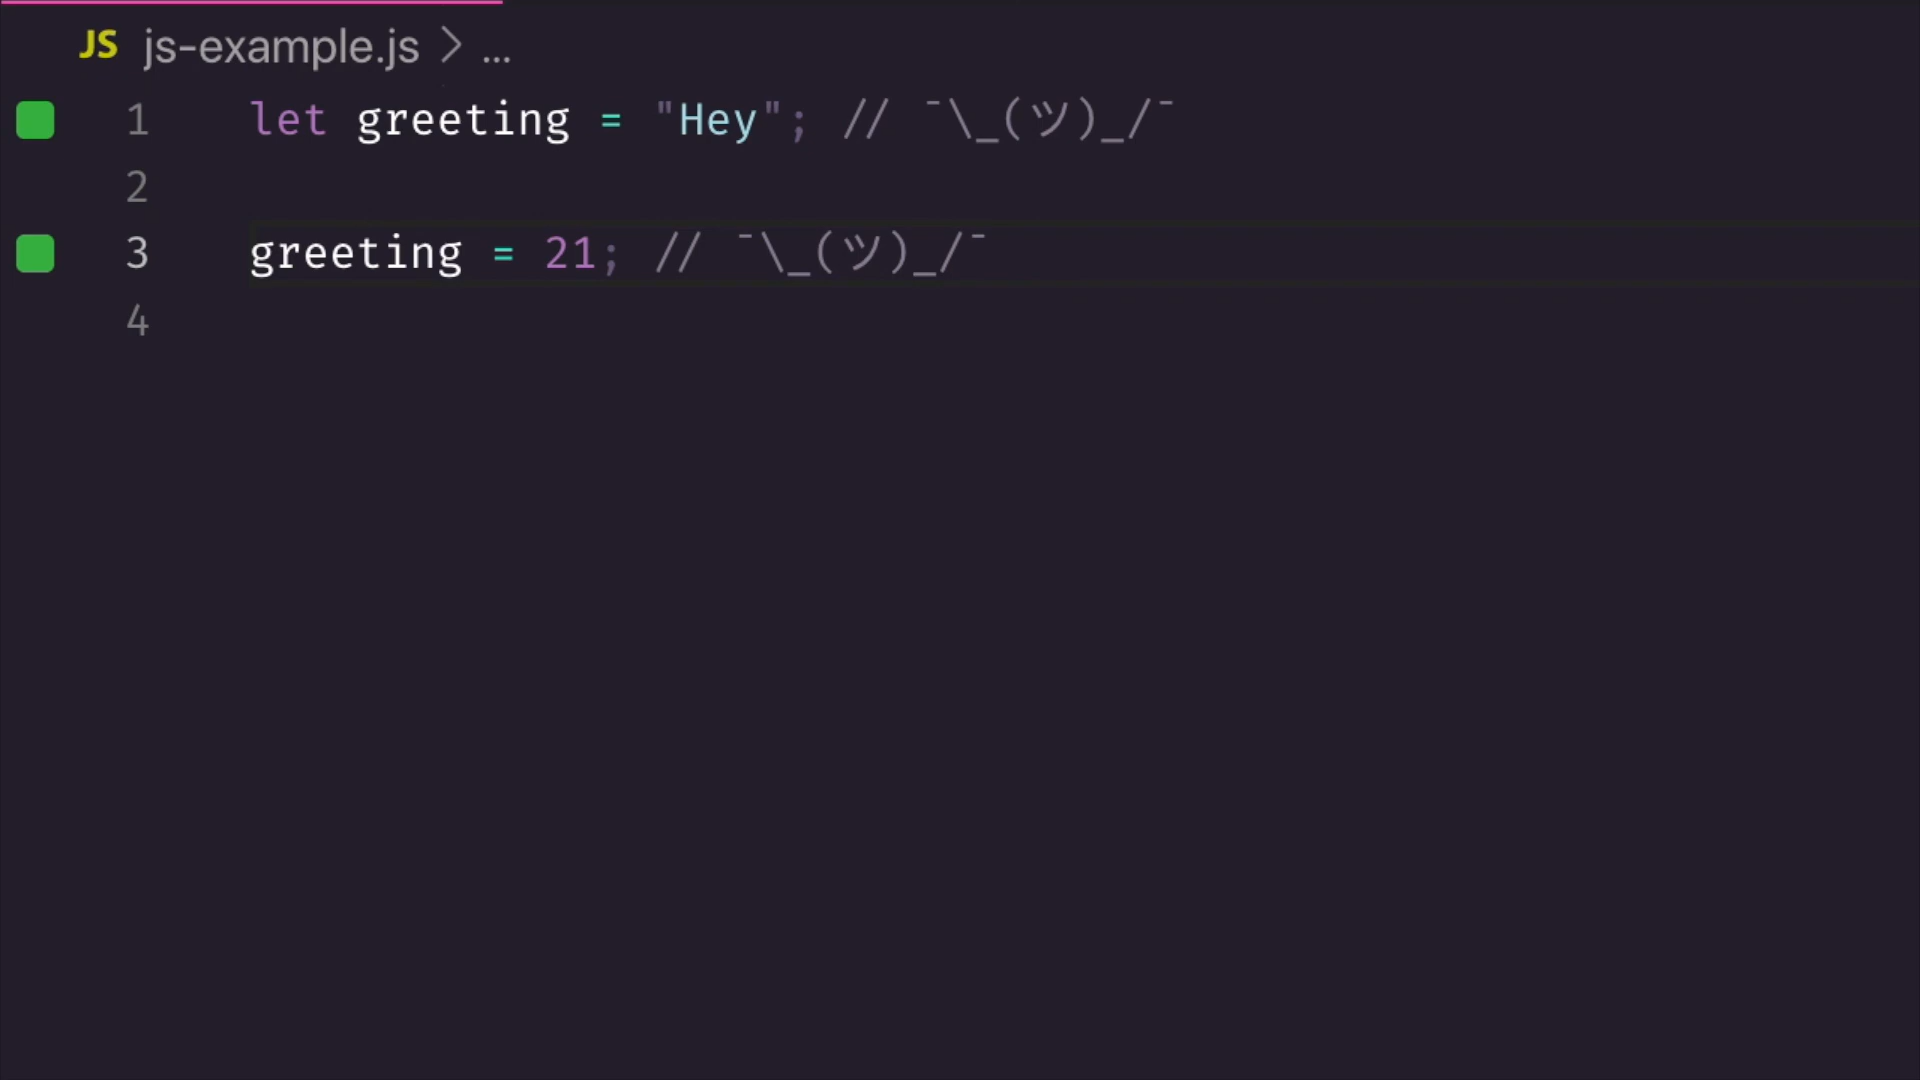 JS js-example.js > ...
1 let greeting = "Hey"; // ¯\_(ツ)_/¯
2
3 greeting = 21; // ¯\_(ツ)_/¯
4